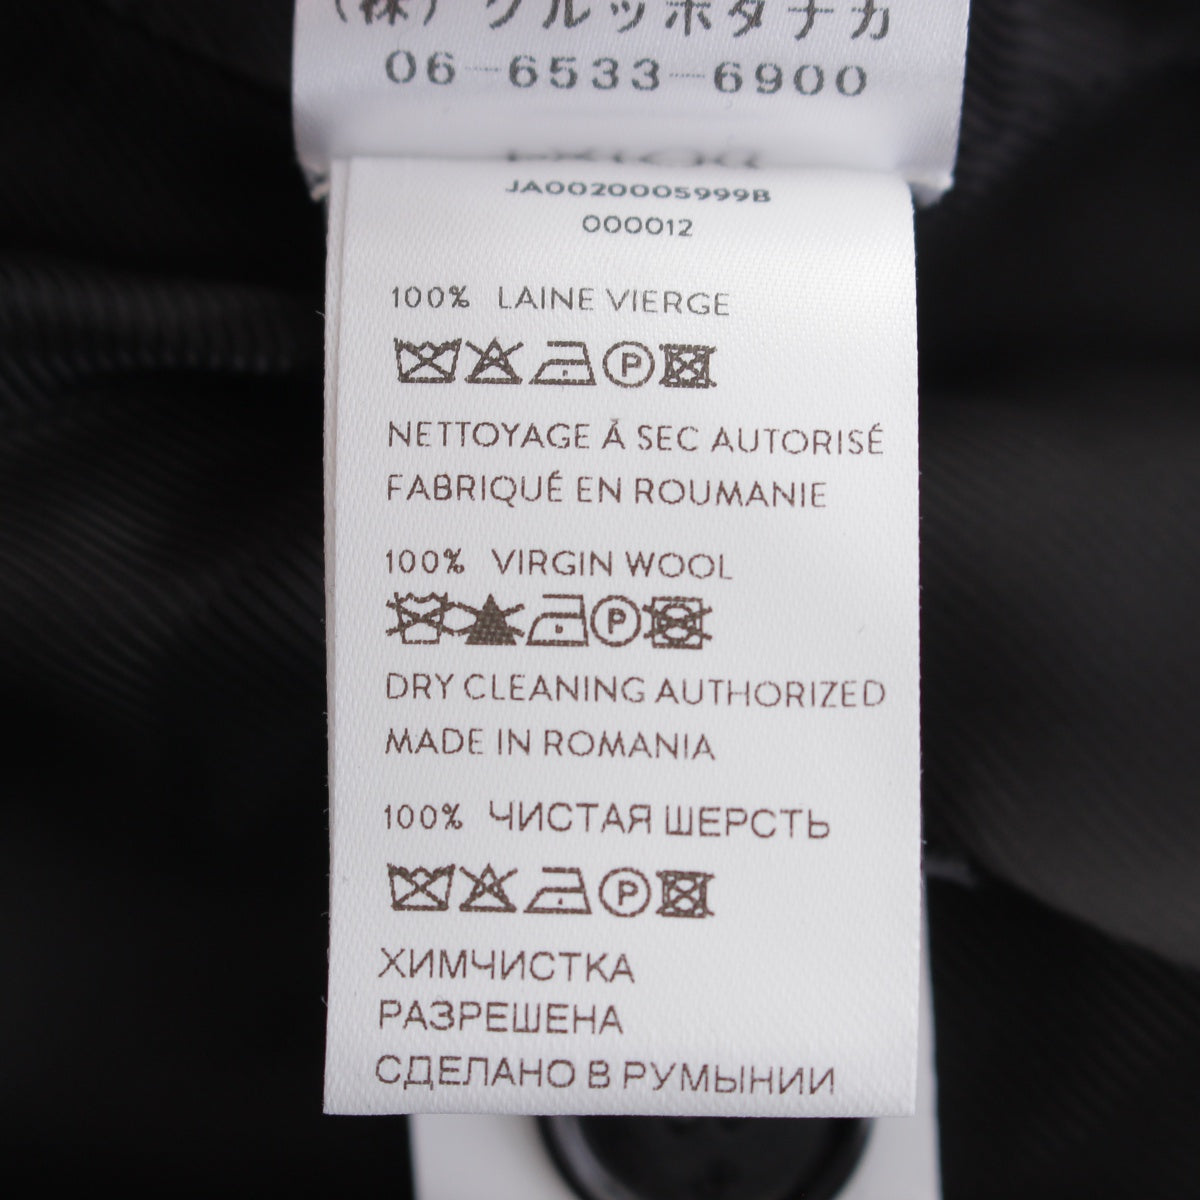 （株）グルッポタナカ
06-6533-6900
JA0020005999B
000012
100% LAINE VIERGE
P
NETTOYAGE À SEC AUTORISÉ
FABRIQUÉ EN ROUMANIE
100% VIRGIN WOOL
P
DRY CLEANING AUTHORIZED
MADE IN ROMANIA
100% ЧИСТАЯ ШЕРСТЬ
P
ХИМЧИСТКА
РАЗРЕШЕНА
СДЕЛАНО В РУМЫНИИ